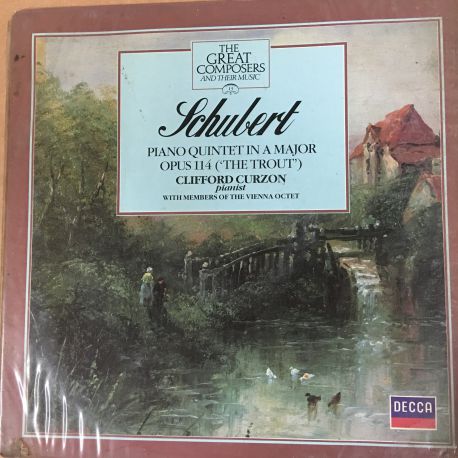 THE
GREAT
COMPOSERS
AND THEIR MUSIC
Schubert
PIANO QUINTET IN A MAJOR
OPUS 114 ('THE TROUT')
CLIFFORD CURZON
pianist
WITH MEMBERS OF THE VIENNA OCTET
DECCA